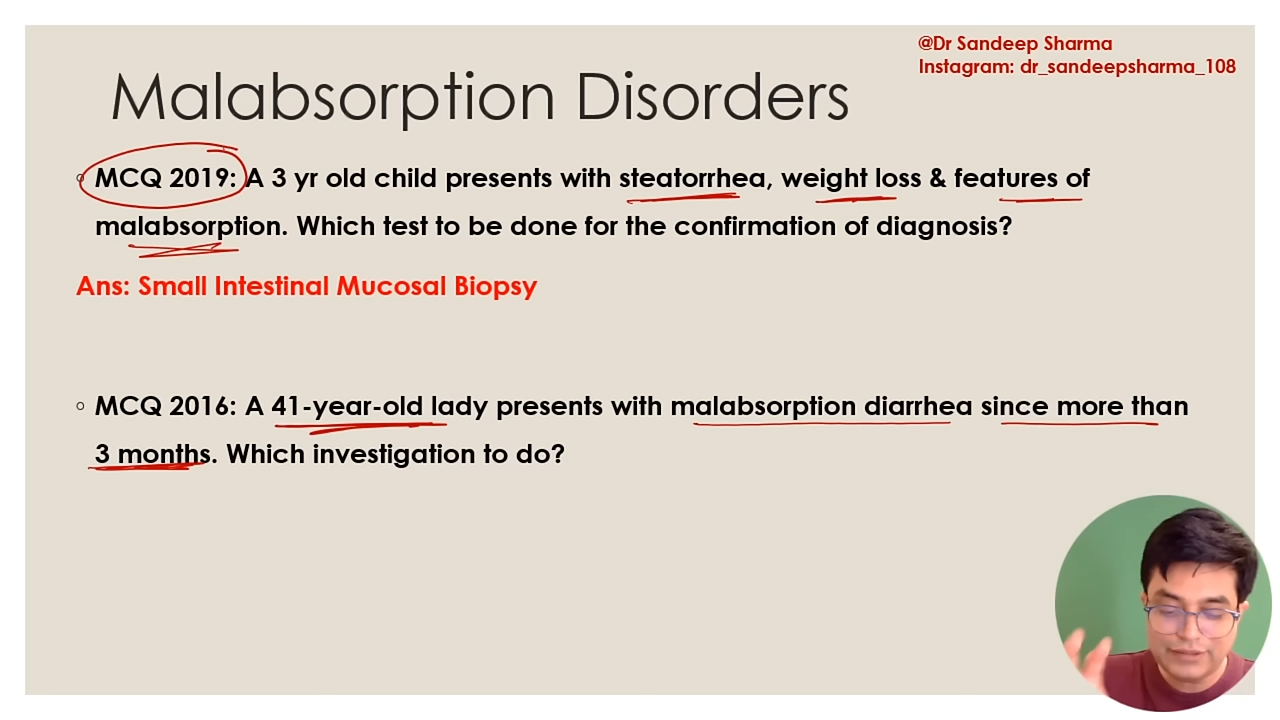 @Dr Sandeep Sharma
Instagram: dr_sandeepsharma_108
Malabsorption Disorders
◦ MCQ 2019: A 3 yr old child presents with steatorrhea, weight loss & features of
malabsorption. Which test to be done for the confirmation of diagnosis?
Ans: Small Intestinal Mucosal Biopsy
◦ MCQ 2016: A 41-year-old lady presents with malabsorption diarrhea since more than
3 months. Which investigation to do?